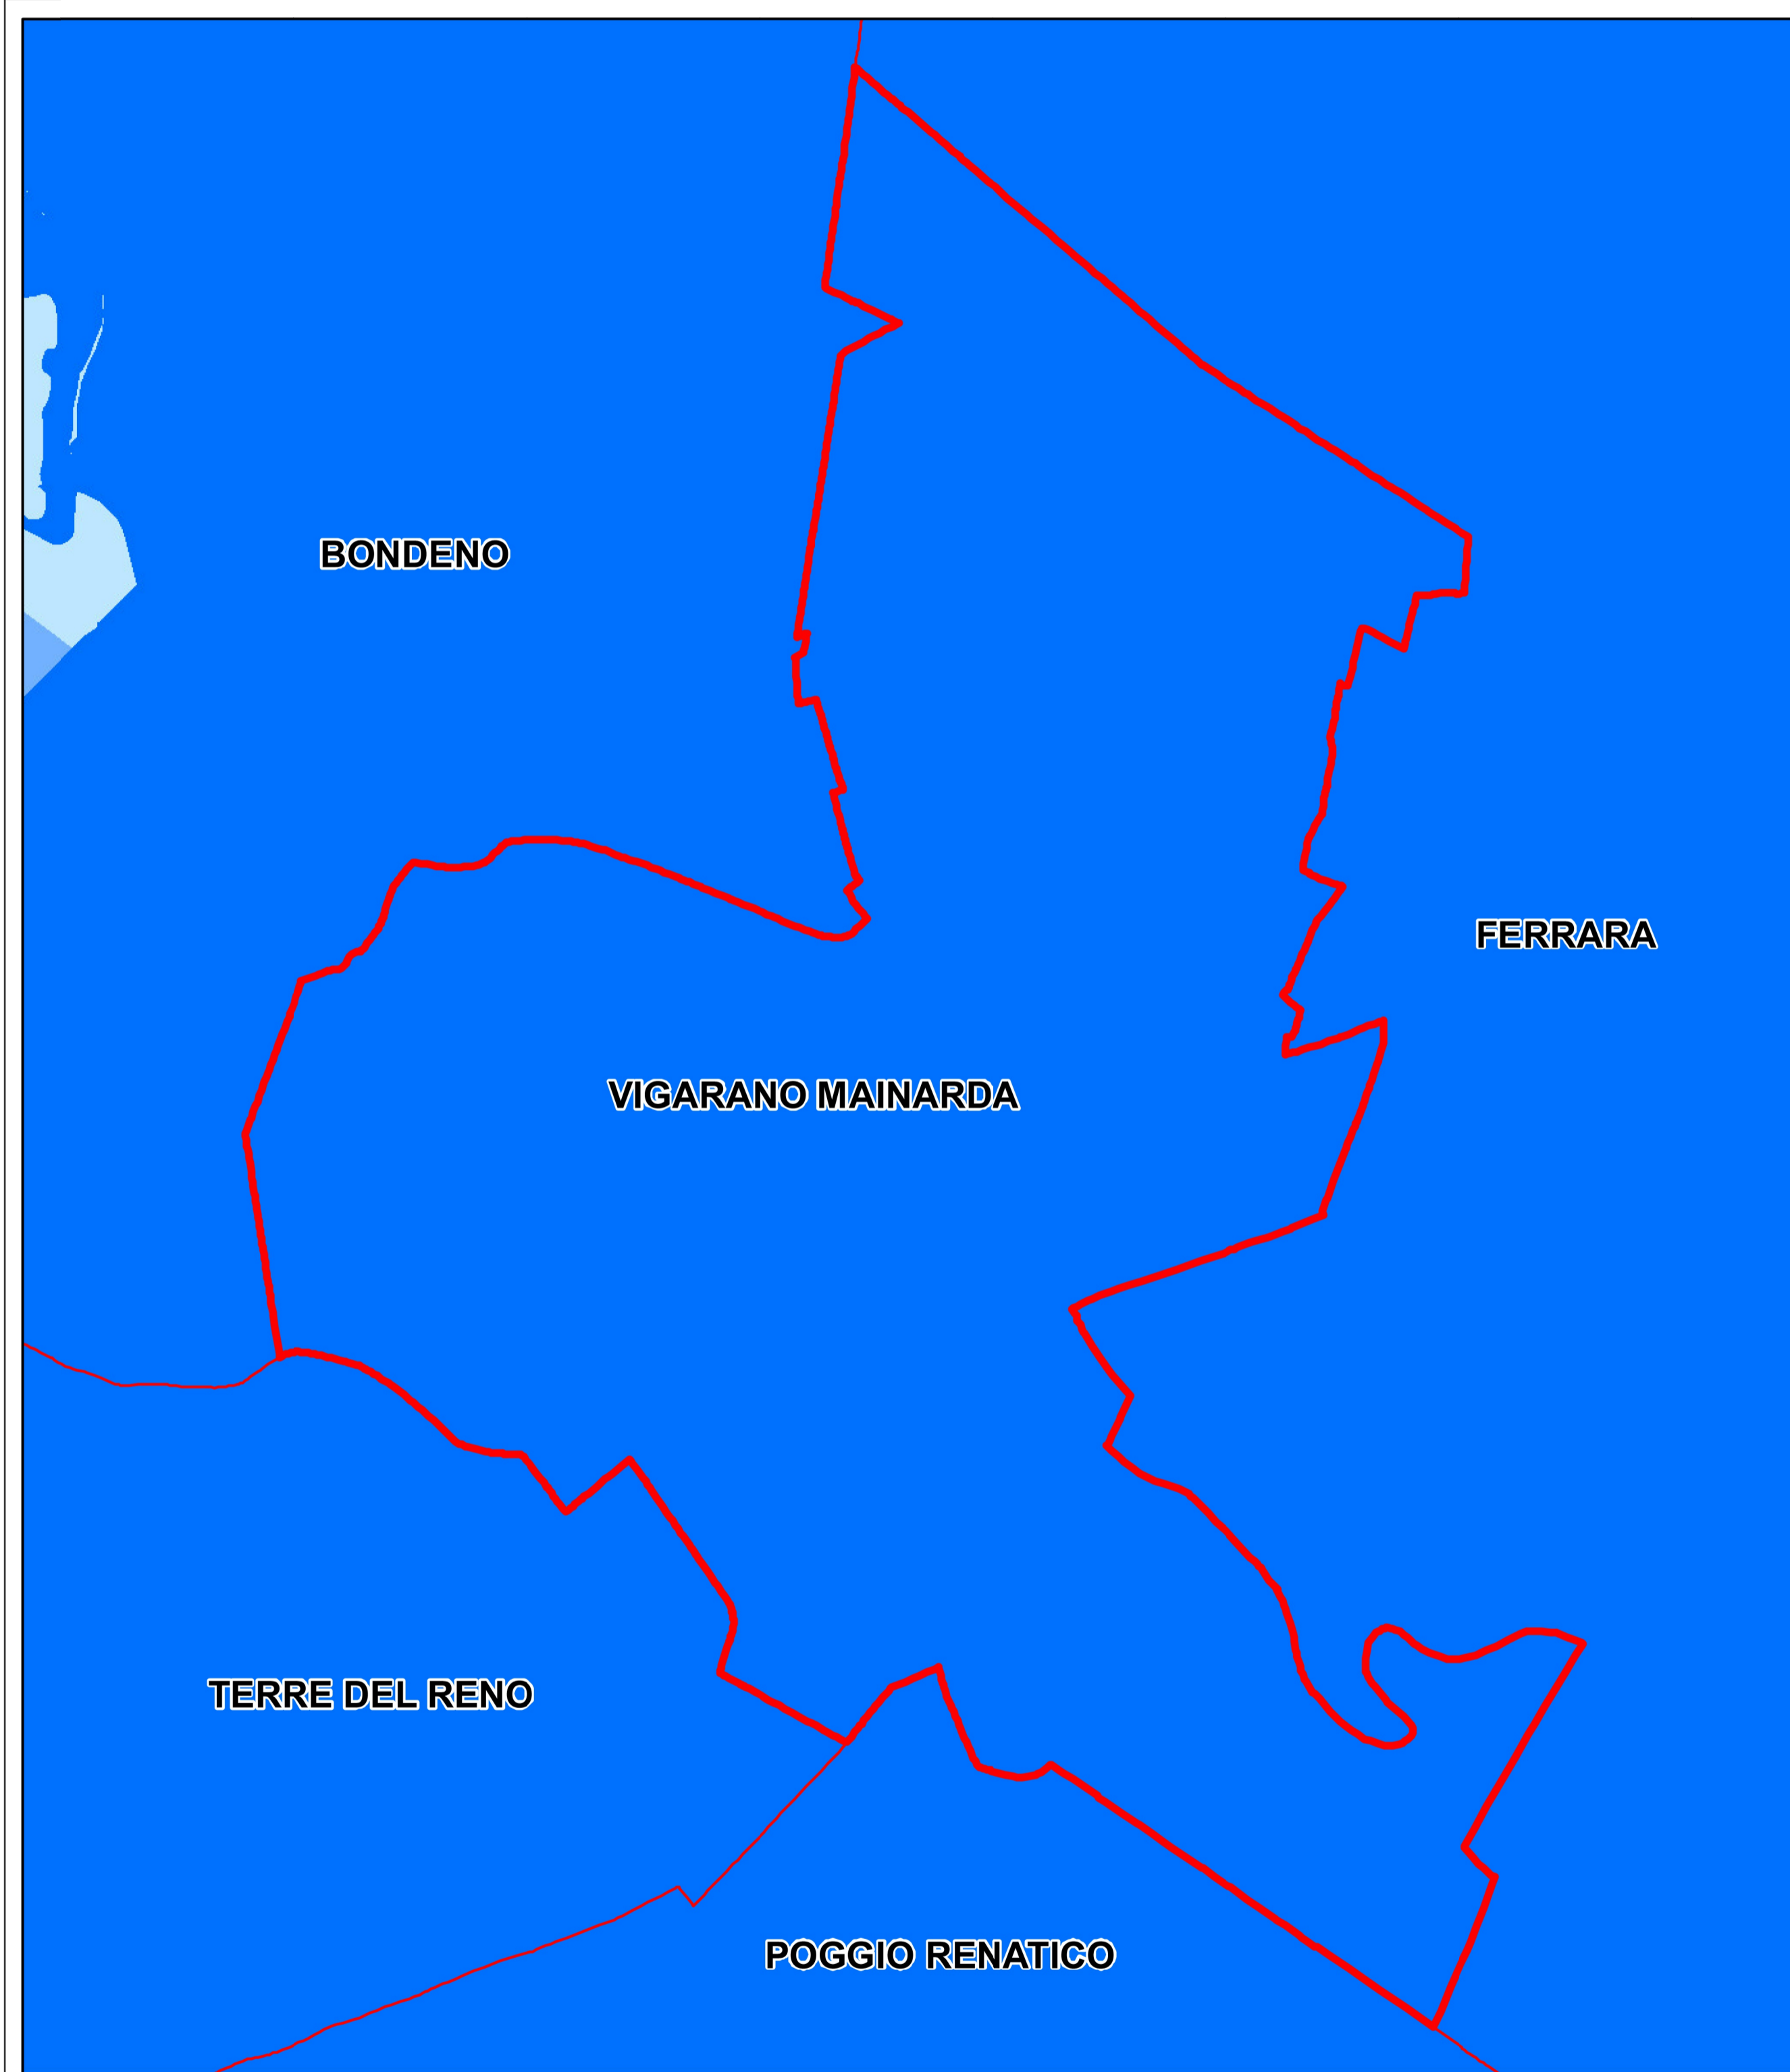 BONDENO
FERRARA
VIGARANO MAINARDA
TERRE DEL RENO
POGGIO RENATICO